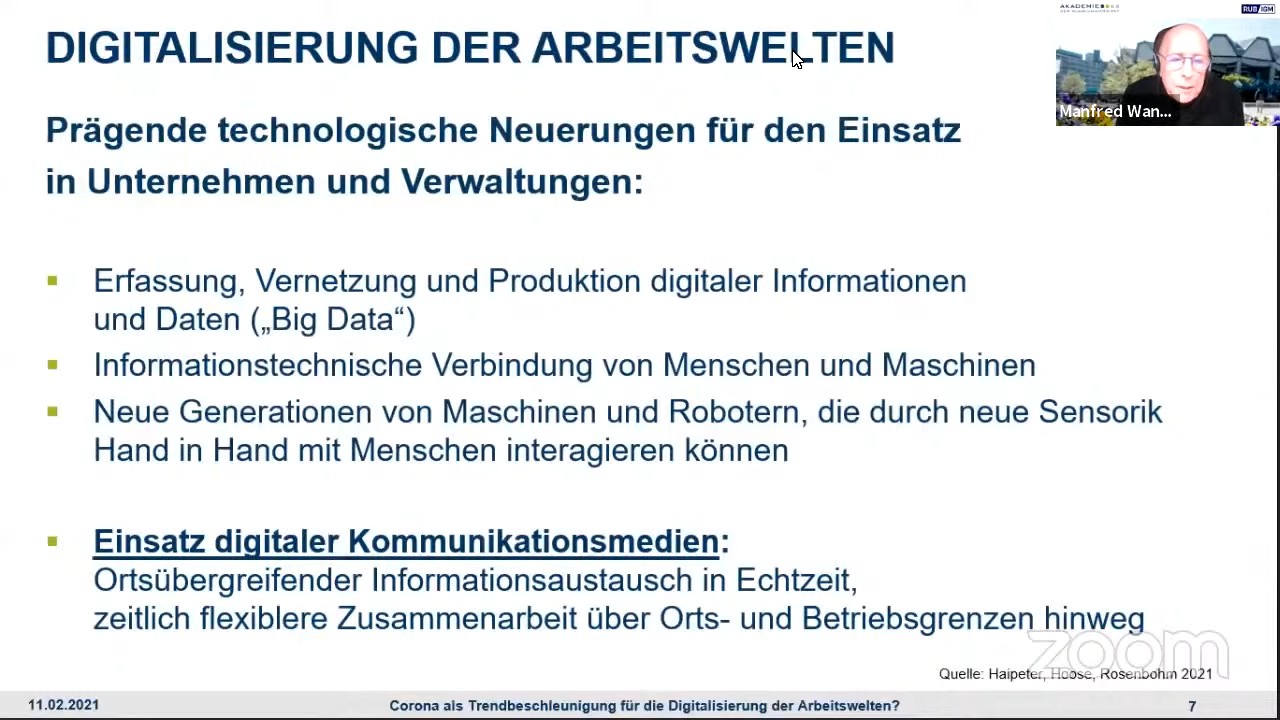 DIGITALISIERUNG DER ARBEITSWELTEN
AKADEMIE
RUB/IGM
Manfred Wan...
Prägende technologische Neuerungen für den Einsatz
in Unternehmen und Verwaltungen:
Erfassung, Vernetzung und Produktion digitaler Informationen
und Daten („Big Data“)
Informationstechnische Verbindung von Menschen und Maschinen
Neue Generationen von Maschinen und Robotern, die durch neue Sensorik
Hand in Hand mit Menschen interagieren können
Einsatz digitaler Kommunikationsmedien:
Ortsübergreifender Informationsaustausch in Echtzeit,
zeitlich flexiblere Zusammenarbeit über Orts- und Betriebsgrenzen hinweg
zoom
Quelle: Haipeter, Hoose, Rosenbohm 2021
11.02.2021
Corona als Trendbeschleunigung für die Digitalisierung der Arbeitswelten?
7